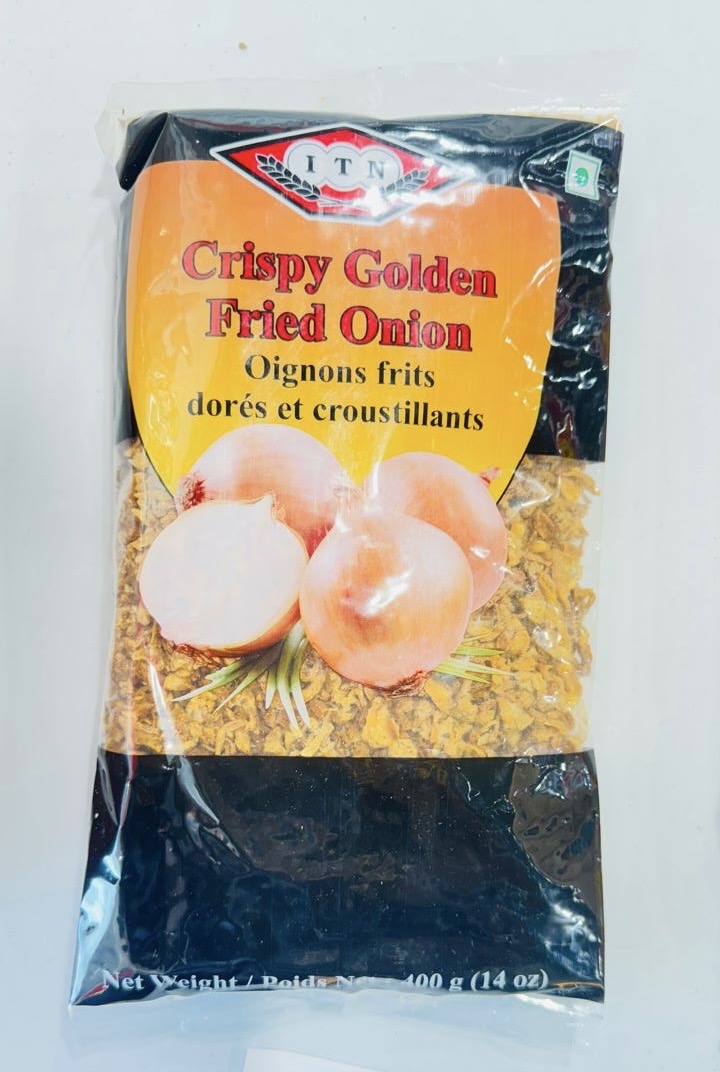 ITN
Crispy Golden
Fried Onion
Oignons frits
dorés et croustillants
Net Weight / Poids 400 g (14 oz)